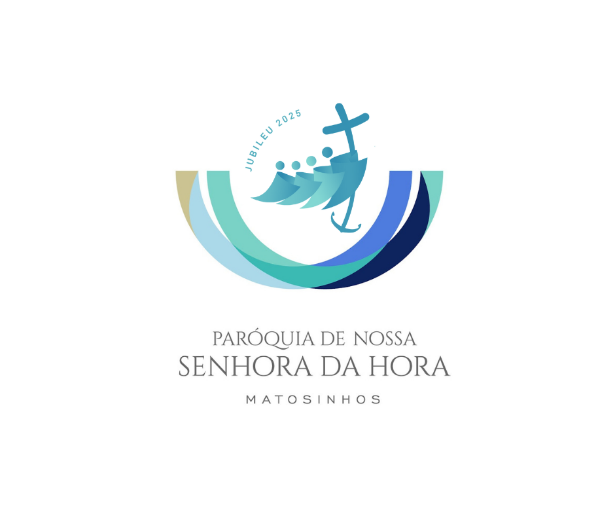 JUBILEU 2025
PARÓQUIA DE NOSSA
SENHORA DA HORA
MATOSINHOS